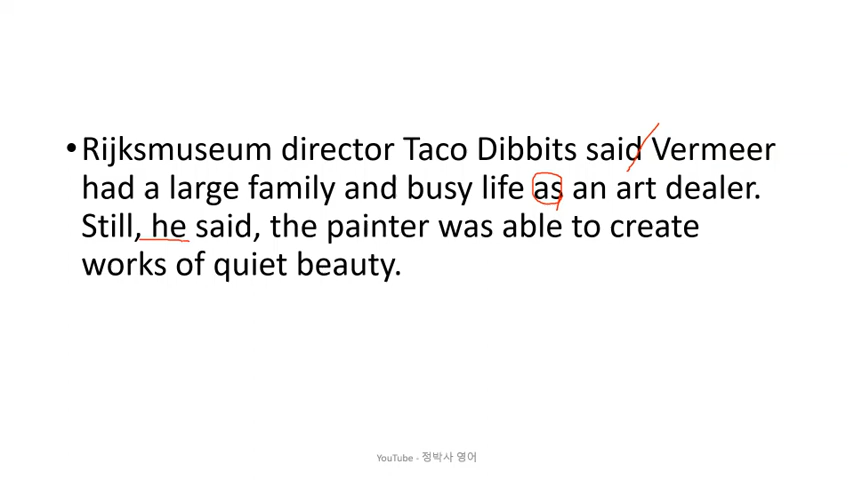 •Rijksmuseum director Taco Dibbits said Vermeer
had a large family and busy life as an art dealer.
Still, he said, the painter was able to create
works of quiet beauty.
YouTube - 정박사 영어